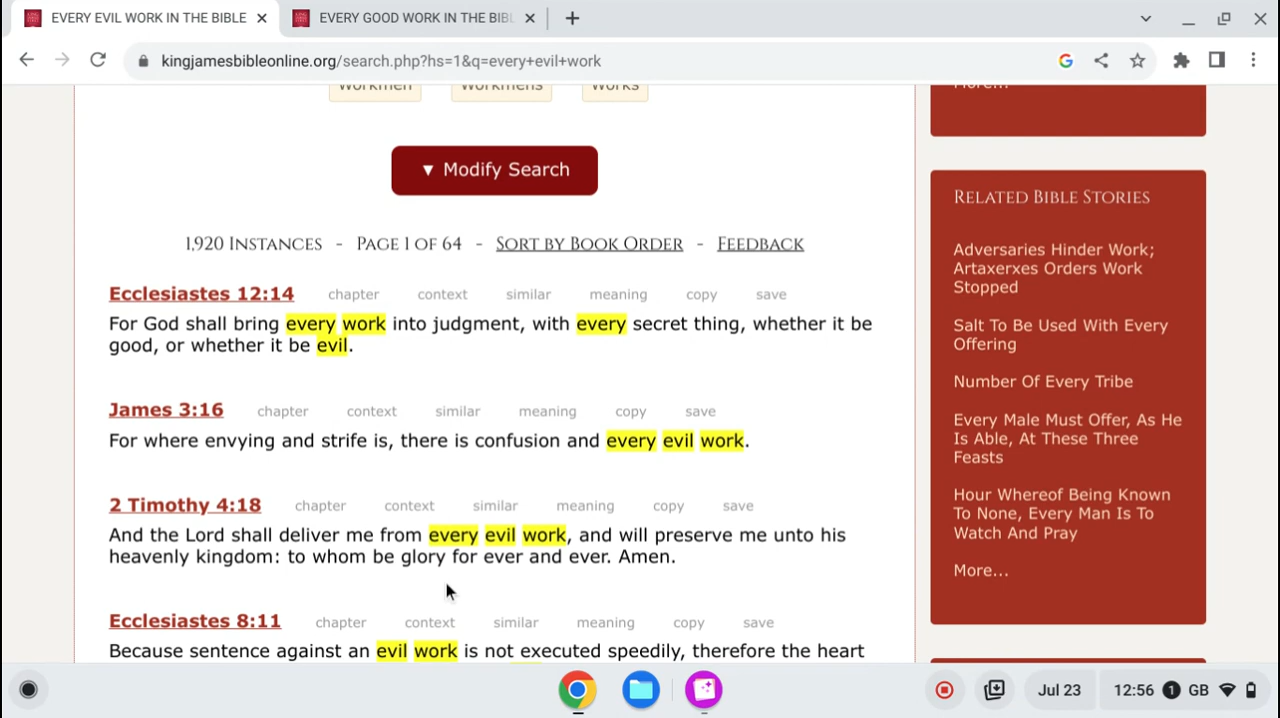 EVERY EVIL WORK IN THE BIBLE
EVERY GOOD WORK IN THE BIBL
kingjamesbibleonline.org/search.php?hs=1&q=every+evil+work
Workmen Workmens Works
▼ Modify Search
1,920 Instances - Page 1 of 64 - Sort by Book Order - Feedback
Ecclesiastes 12:14 chapter context similar meaning copy save
For God shall bring every work into judgment, with every secret thing, whether it be
good, or whether it be evil.
James 3:16 chapter context similar meaning copy save
For where envying and strife is, there is confusion and every evil work.
2 Timothy 4:18 chapter context similar meaning copy save
And the Lord shall deliver me from every evil work, and will preserve me unto his
heavenly kingdom: to whom be glory for ever and ever. Amen.
Ecclesiastes 8:11 chapter context similar meaning copy save
Because sentence against an evil work is not executed speedily, therefore the heart
More...
Related Bible Stories
Adversaries Hinder Work;
Artaxerxes Orders Work
Stopped
Salt To Be Used With Every
Offering
Number Of Every Tribe
Every Male Must Offer, As He
Is Able, At These Three
Feasts
Hour Whereof Being Known
To None, Every Man Is To
Watch And Pray
More...
Jul 23 12:56 1 GB